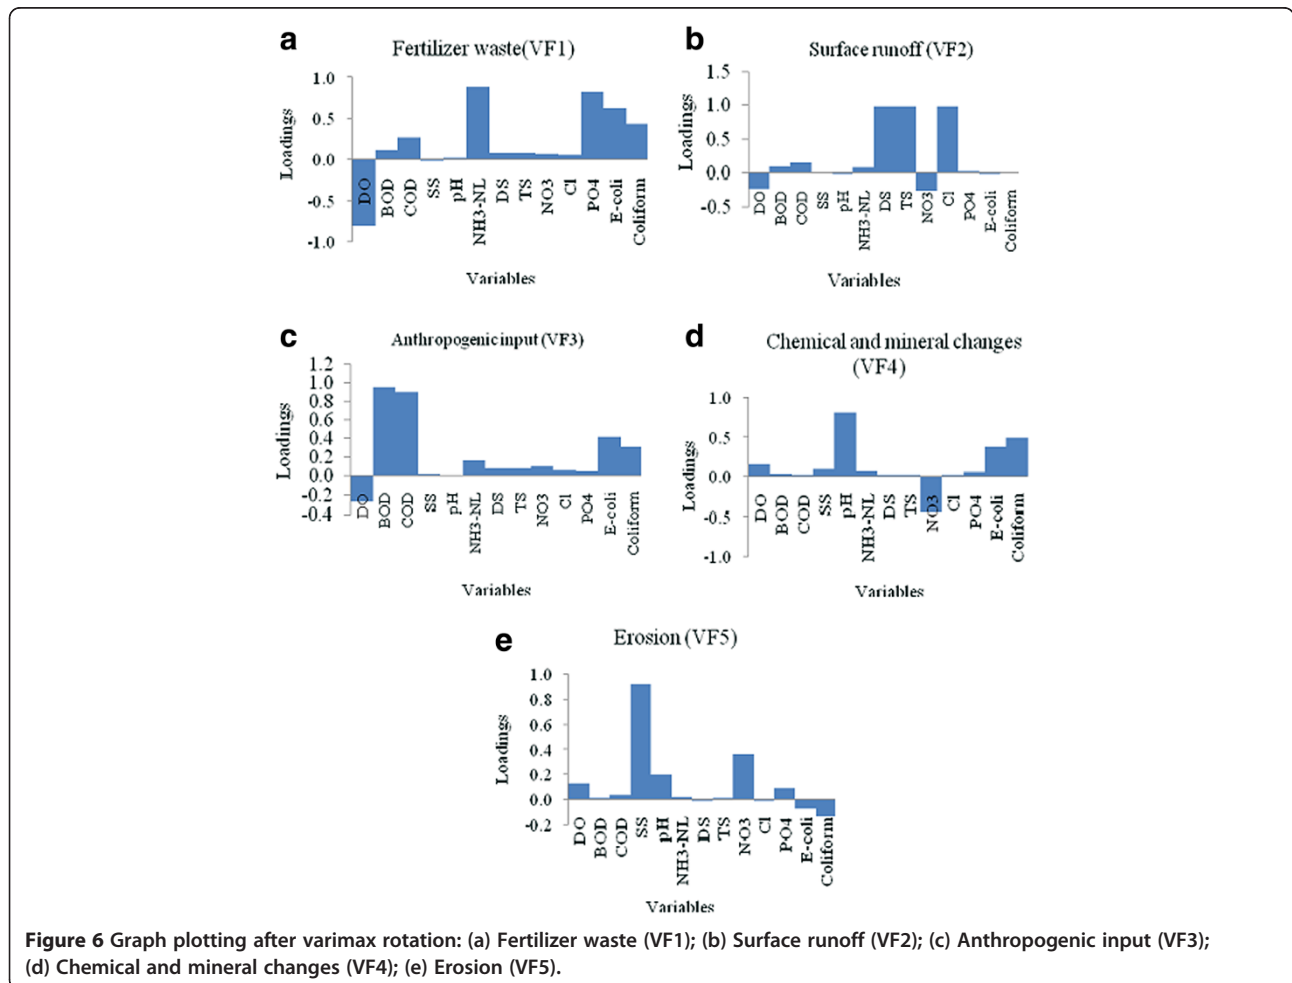 a
Fertilizer waste(VF1)
Loadings
1.0
0.5
0.0
-0.5
-1.0
DO
BOD
COD
SS
pH
NH3-NL
DS
TS
NO3
Cl
PO4
E-coli
Coliform
Variables
b
Surface runoff (VF2)
Loadings
1.5
1.0
0.5
0.0
-0.5
DO
BOD
COD
SS
pH
NH3-NL
DS
TS
NO3
Cl
PO4
E-coli
Coliform
Variables
c
Anthropogenic input (VF3)
Loadings
1.2
1.0
0.8
0.6
0.4
0.2
0.0
-0.2
-0.4
DO
BOD
COD
SS
pH
NH3-NL
DS
TS
NO3
Cl
PO4
E-coli
Coliform
Variables
d
Chemical and mineral changes
(VF4)
Loadings
1.0
0.5
0.0
-0.5
-1.0
DO
BOD
COD
SS
pH
NH3-NL
DS
TS
NO3
Cl
PO4
E-coli
Coliform
Variables
e
Erosion (VF5)
Loadings
1.0
0.8
0.6
0.4
0.2
0.0
-0.2
DO
BOD
COD
SS
pH
NH3-NL
DS
TS
NO3
Cl
PO4
E-coli
Coliform
Variables
Figure 6 Graph plotting after varimax rotation: (a) Fertilizer waste (VF1); (b) Surface runoff (VF2); (c) Anthropogenic input (VF3);
(d) Chemical and mineral changes (VF4); (e) Erosion (VF5).